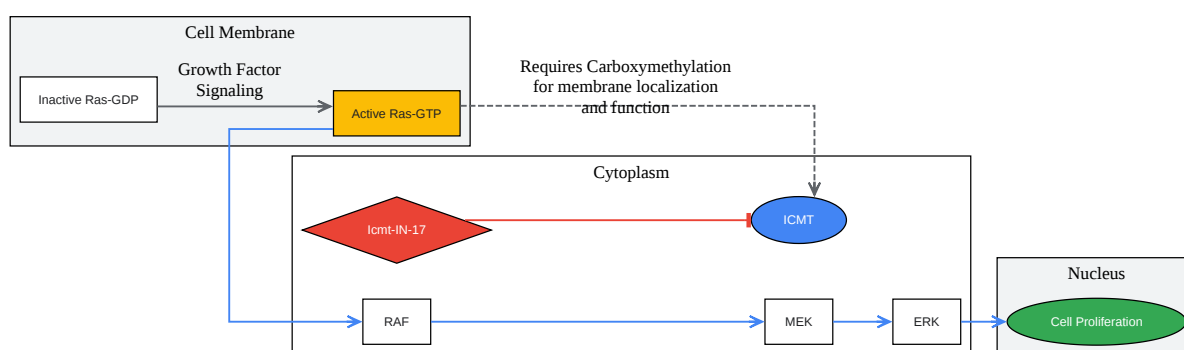 Cell Membrane
Growth Factor
Signaling
Inactive Ras-GDP
Active Ras-GTP
Requires Carboxymethylation
for membrane localization
and function
Cytoplasm
Icmt-IN-17
ICMT
RAF
MEK
ERK
Nucleus
Cell Proliferation